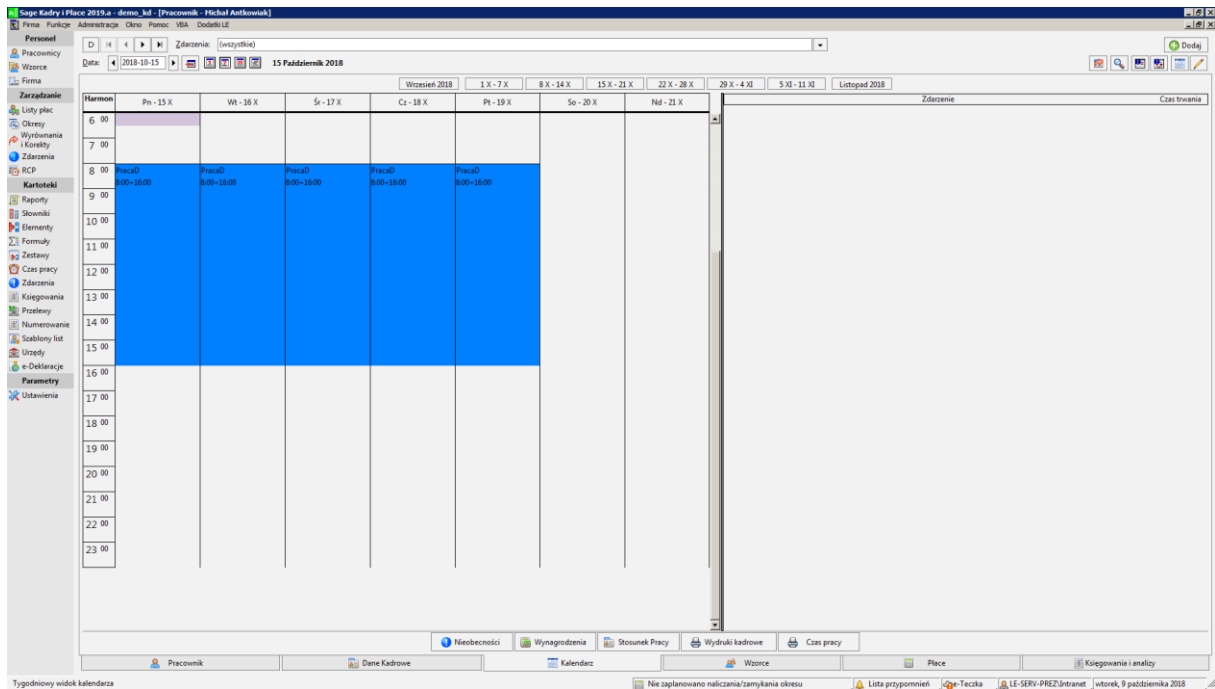 Sage Kadry i Płace 2019.a - demo_kd - [Pracownik - Michał Antkowiak]
Firma Funkcje Administracja Okno Pomoc VBA Dodatki LE
Personel
Pracownicy
Wzorce
Firma
Zarządzanie
Listy płac
Okresy
Wyrównania
i Korekty
Zdarzenia
RCP
Kartoteki
Raporty
Słowniki
Elementy
Formuły
Zestawy
Czas pracy
Zdarzenia
Księgowania
Przelewy
Numerowanie
Szablony list
Urzędy
e-Deklaracje
Parametry
Ustawienia
D Zdarzenia: (wszystkie) Dodaj
Data: 2018-10-15 15 Październik 2018
Wrzesień 2018 1 X - 7 X 8 X - 14 X 15 X - 21 X 22 X - 28 X 29 X - 4 XI 5 XI - 11 XI Listopad 2018
Harmon Pn - 15 X Wt - 16 X Śr - 17 X Cz - 18 X Pt - 19 X So - 20 X Nd - 21 X Zdarzenie Czas trwania
6 00
7 00
8 00 PracaD PracaD PracaD PracaD PracaD
8:00÷16:00 8:00÷16:00 8:00÷16:00 8:00÷16:00 8:00÷16:00
9 00
10 00
11 00
12 00
13 00
14 00
15 00
16 00
17 00
18 00
19 00
20 00
21 00
22 00
23 00
Nieobecności Wynagrodzenia Stosunek Pracy Wydruki kadrowe Czas pracy
Pracownik Dane Kadrowe Kalendarz Wzorce Płace Księgowania i analizy
Tygodniowy widok kalendarza Nie zaplanowano naliczania/zamykania okresu Lista przypomnień e-Teczka LE-SERV-PREZ\Intranet wtorek, 9 października 2018